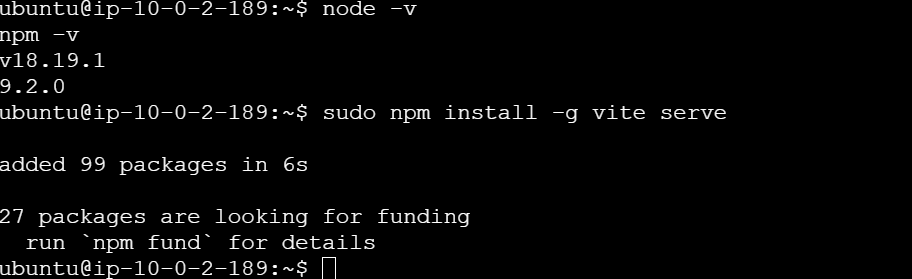 ubuntu@ip-10-0-2-189:~$ node -v
npm -v
v18.19.1
9.2.0
ubuntu@ip-10-0-2-189:~$ sudo npm install -g vite serve
added 99 packages in 6s
27 packages are looking for funding
  run `npm fund` for details
ubuntu@ip-10-0-2-189:~$